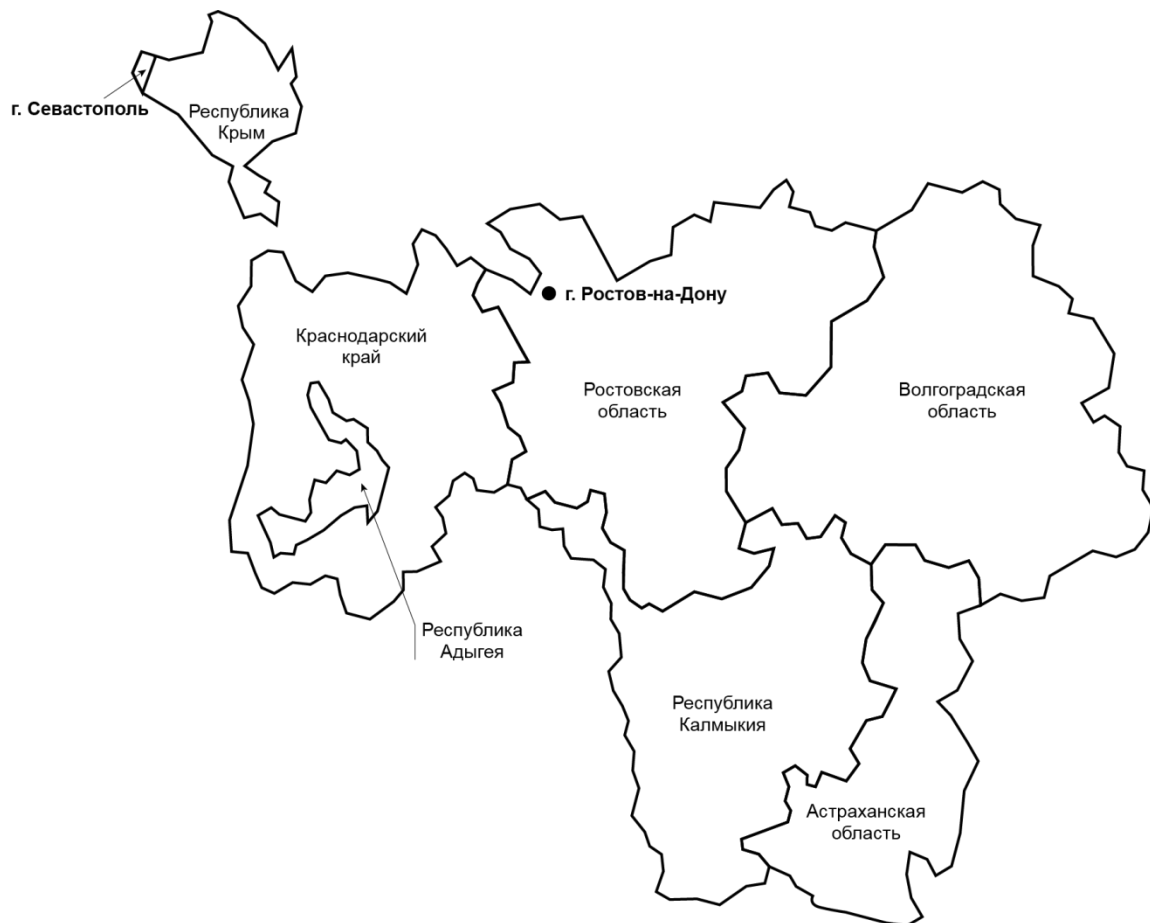 г. Севастополь
Республика
Крым
г. Ростов-на-Дону
Краснодарский
край
Ростовская
область
Волгоградская
область
Республика
Адыгея
Республика
Калмыкия
Астраханская
область